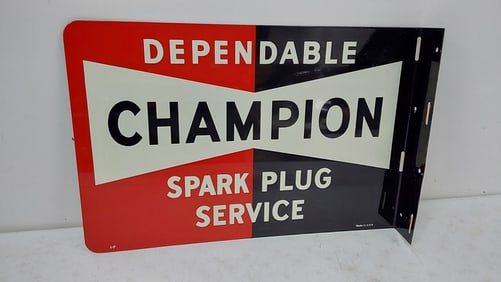 DEPENDABLE
CHAMPION
SPARK PLUG
SERVICE